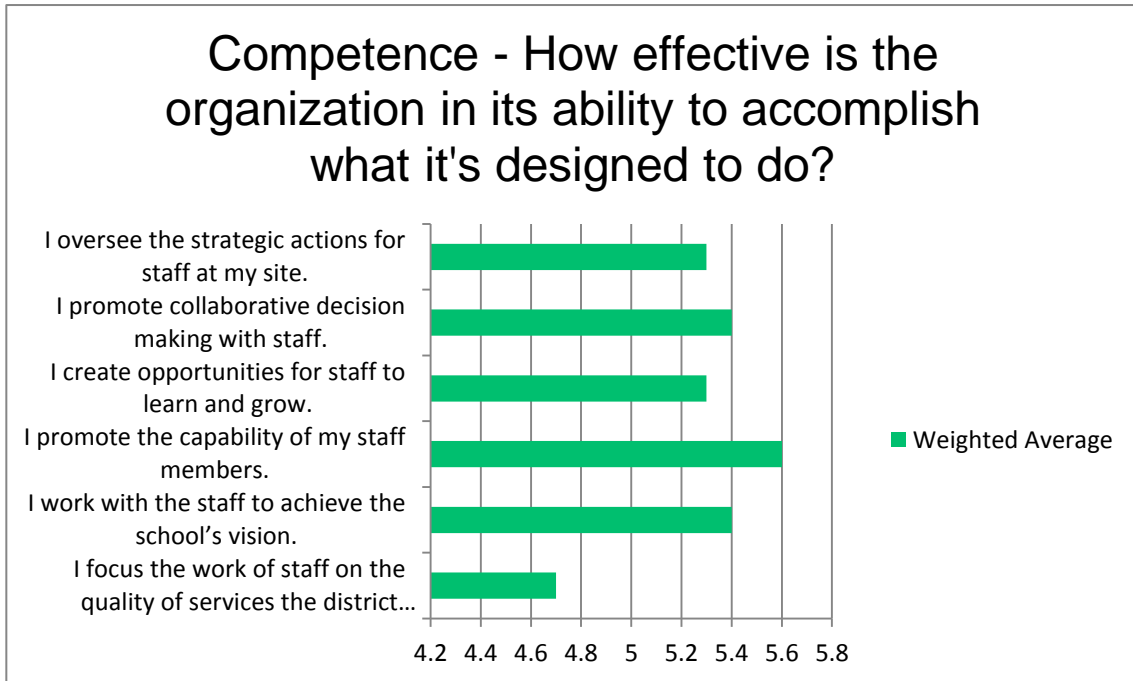 Competence - How effective is the
organization in its ability to accomplish
what it's designed to do?
I oversee the strategic actions for
staff at my site.
I promote collaborative decision
making with staff.
I create opportunities for staff to
learn and grow.
I promote the capability of my staff
members.
I work with the staff to achieve the
school’s vision.
I focus the work of staff on the
quality of services the district…
Weighted Average
4.2 4.4 4.6 4.8 5 5.2 5.4 5.6 5.8